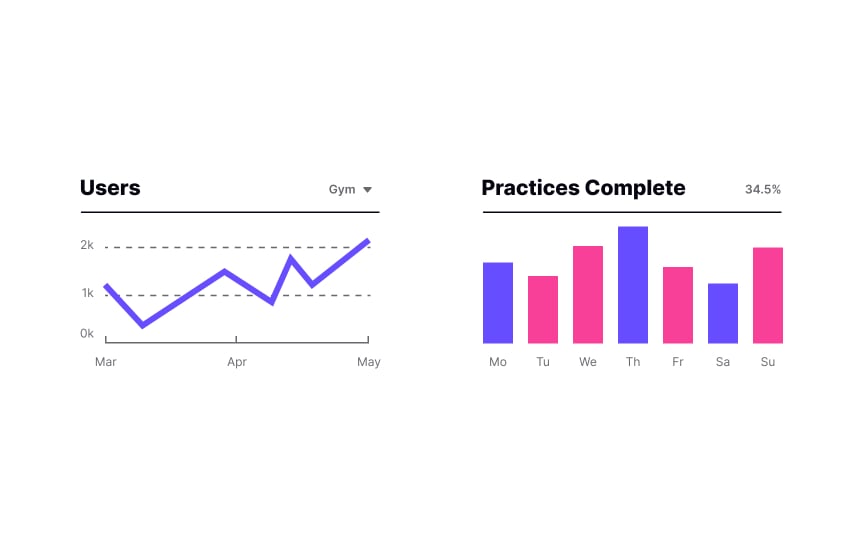 Users
Gym
2k
1k
0k
Mar Apr May
Practices Complete
34.5%
Mo Tu We Th Fr Sa Su